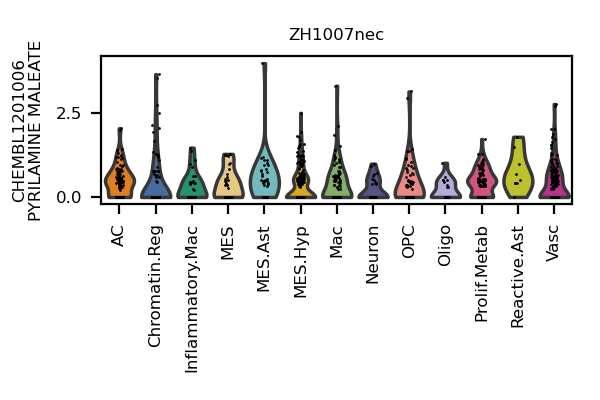 ZH1007nec
CHEMBL1201006
PYRILAMINE MALEATE
2.5
0.0
AC
Chromatin.Reg
Inflammatory.Mac
MES
MES.Ast
MES.Hyp
Mac
Neuron
OPC
Oligo
Prolif.Metab
Reactive.Ast
Vasc